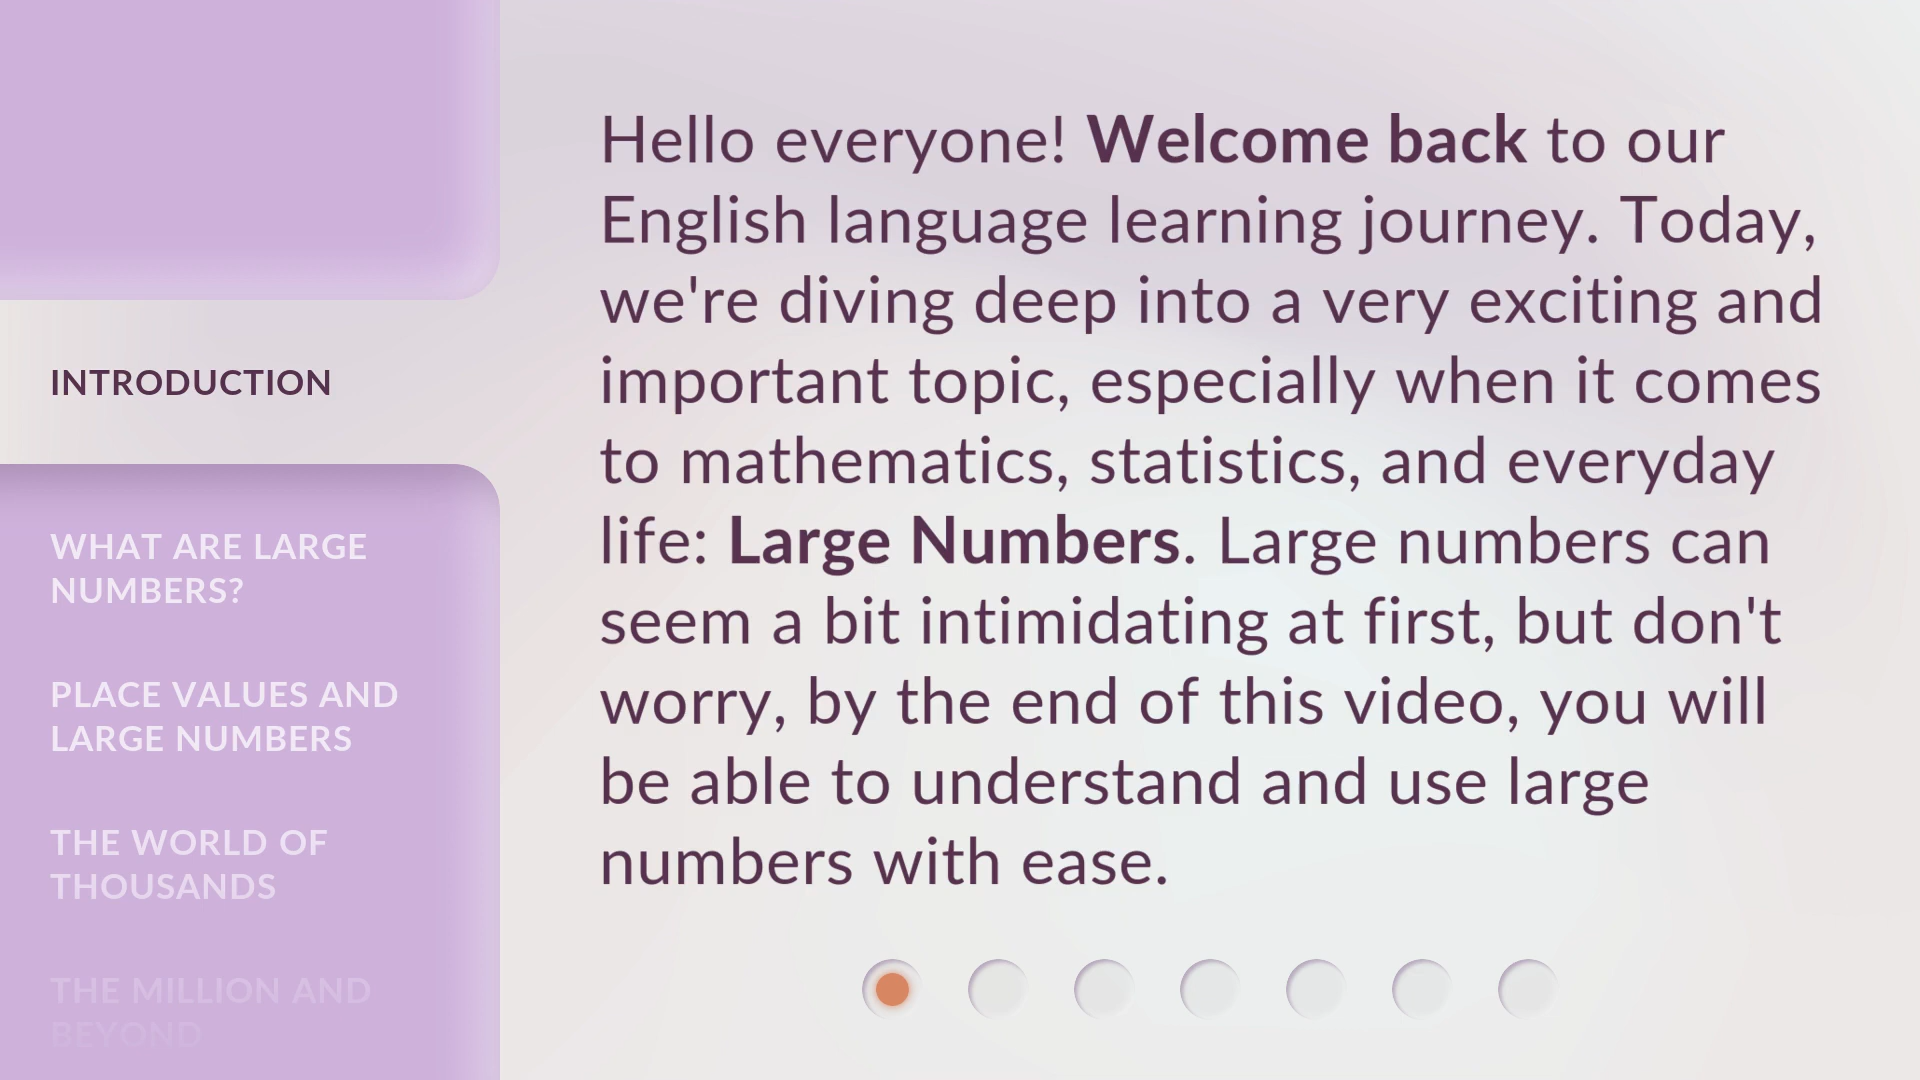 INTRODUCTION
WHAT ARE LARGE
NUMBERS?
PLACE VALUES AND
LARGE NUMBERS
THE WORLD OF
THOUSANDS
THE MILLION AND
BEYOND
Hello everyone! Welcome back to our
English language learning journey. Today,
we're diving deep into a very exciting and
important topic, especially when it comes
to mathematics, statistics, and everyday
life: Large Numbers. Large numbers can
seem a bit intimidating at first, but don't
worry, by the end of this video, you will
be able to understand and use large
numbers with ease.